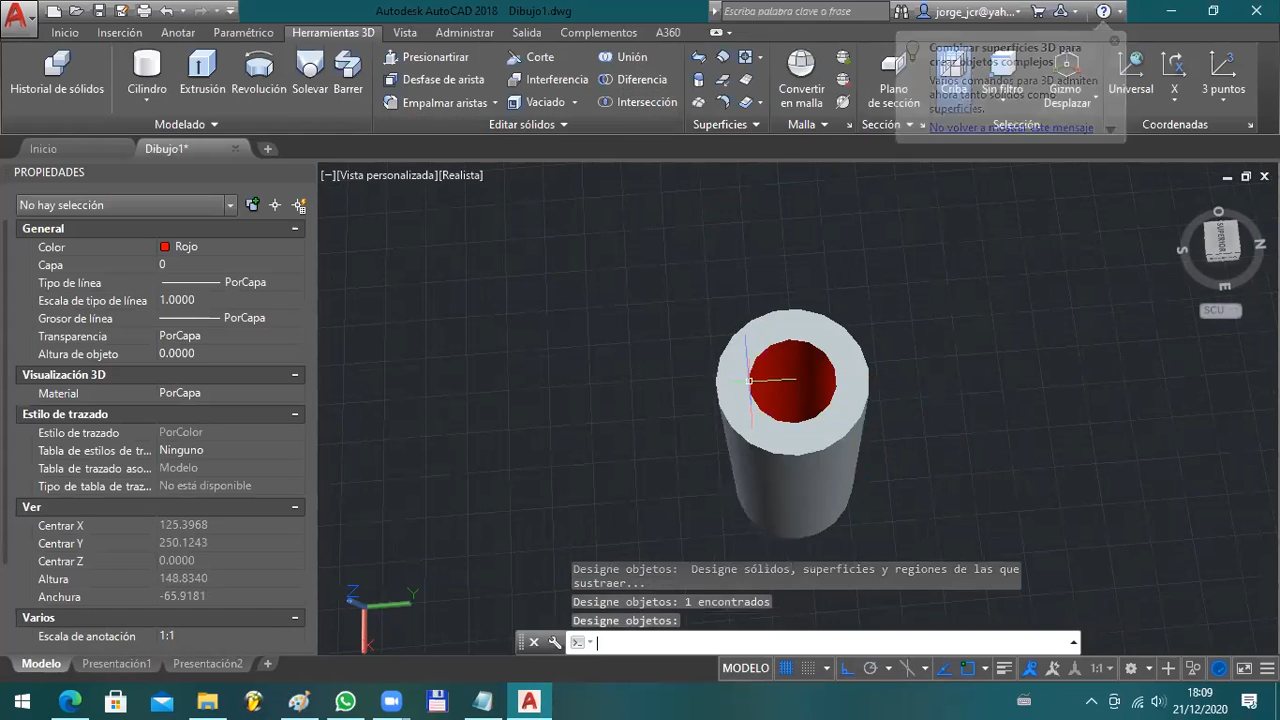 Autodesk AutoCAD 2018 Dibujo1.dwg
Escriba palabra clave o frase
jorge_jcr@yah...
Inicio Inserción Anotar Paramétrico Herramientas 3D Vista Administrar Salida Complementos A360
Historial de sólidos
Cilindro
Extrusión
Revolución
Solevar
Barrer
Modelado
Pesionartirar
Desfase de arista
Empalmar aristas
Corte
Interferencia
Vaciado
Unión
Diferencia
Intersección
Editar sólidos
Superficies
Convertir
en malla
Malla
Plano
de sección
Sección
Criba
Sin filtro
Gizmo
Desplazar
Selección
Universal
X
3 puntos
Coordenadas
Combinar superficies 3D para
crear objetos complejos
Varios comandos para 3D admiten
ahora tanto sólidos como
superficies.
No volver a mostrar este mensaje
Inicio
Dibujo1*
PROPIEDADES
No hay selección
General
Color Rojo
Capa 0
Tipo de línea PorCapa
Escala de tipo de línea 1.0000
Grosor de línea PorCapa
Transparencia PorCapa
Altura de objeto 0.0000
Visualización 3D
Material PorCapa
Estilo de trazado
Estilo de trazado PorColor
Tabla de estilos de tr... Ninguno
Tabla de trazado aso... Modelo
Tipo de tabla de traz... No está disponible
Ver
Centrar X 125.3968
Centrar Y 250.1243
Centrar Z 0.0000
Altura 148.8340
Anchura -65.9181
Varios
Escala de anotación 1:1
[−][Vista personalizada][Realista]
O
S
N
E
SUPERIOR
SCU
Z
Y
X
Designe objetos: Designe sólidos, superficies y regiones de las que
sustraer...
Designe objetos: 1 encontrados
Designe objetos:
Modelo Presentación1 Presentación2
MODELO
1:1
18:09
21/12/2020